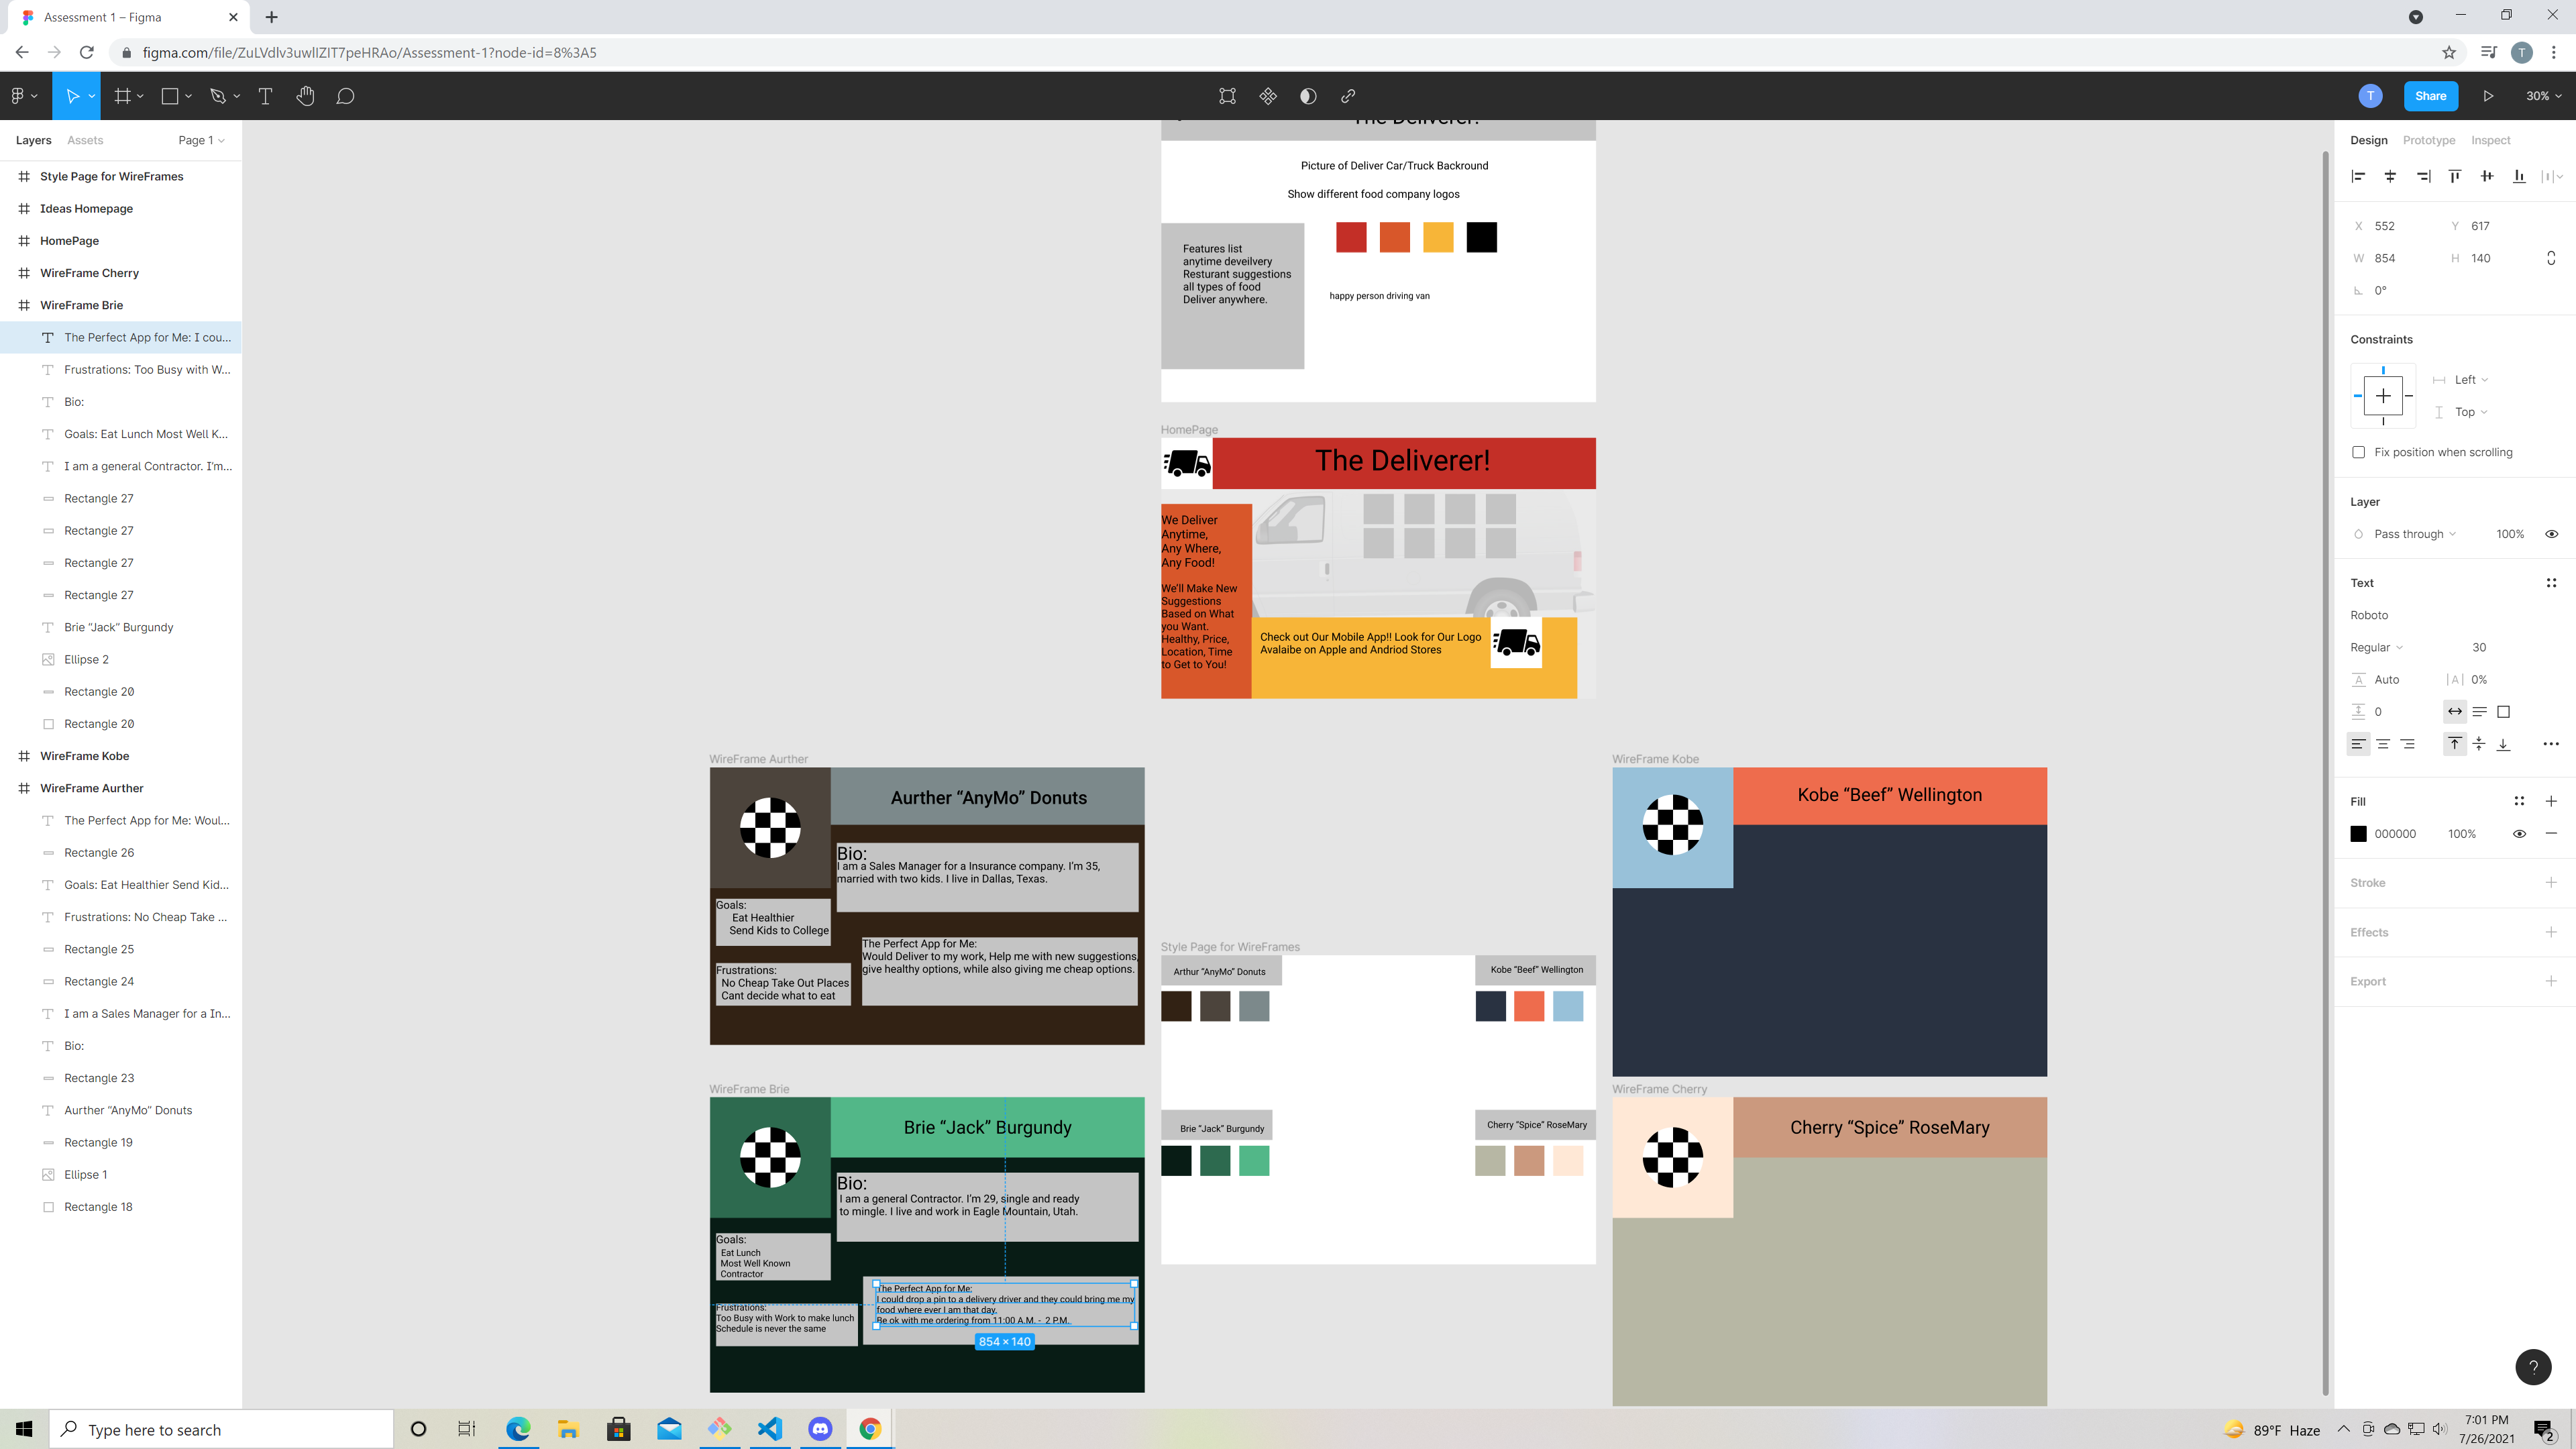 Assessment 1 – Figma
figma.com/file/ZuLVdlv3uwlIZIT7peHRAo/Assessment-1?node-id=8%3A5
T
T
Share
30%
Layers
Assets
Page 1
Style Page for WireFrames
Ideas Homepage
HomePage
WireFrame Cherry
WireFrame Brie
The Perfect App for Me: I cou...
Frustrations: Too Busy with W...
Bio:
Goals: Eat Lunch Most Well K...
I am a general Contractor. I'm...
Rectangle 27
Rectangle 27
Rectangle 27
Rectangle 27
Brie "Jack" Burgundy
Ellipse 2
Rectangle 20
Rectangle 20
WireFrame Kobe
WireFrame Aurther
The Perfect App for Me: Woul...
Rectangle 26
Goals: Eat Healthier Send Kid...
Frustrations: No Cheap Take ...
Rectangle 25
Rectangle 24
I am a Sales Manager for a In...
Bio:
Rectangle 23
Aurther "AnyMo" Donuts
Rectangle 19
Ellipse 1
Rectangle 18
The Deliverer!
Picture of Deliver Car/Truck Backround
Show different food company logos
Features list
anytime deveilvery
Resturant suggestions
all types of food
Deliver anywhere.
happy person driving van
HomePage
The Deliverer!
We Deliver
Anytime,
Any Where,
Any Food!
We'll Make New
Suggestions
Based on What
you Want.
Healthy, Price,
Location, Time
to Get to You!
Check out Our Mobile App!! Look for Our Logo
Avalaibe on Apple and Andriod Stores
WireFrame Aurther
Aurther "AnyMo" Donuts
Bio:
I am a Sales Manager for a Insurance company. I'm 35,
married with two kids. I live in Dallas, Texas.
Goals:
Eat Healthier
Send Kids to College
The Perfect App for Me:
Would Deliver to my work, Help me with new suggestions,
give healthy options, while also giving me cheap options.
Frustrations:
No Cheap Take Out Places
Cant decide what to eat
WireFrame Kobe
Kobe "Beef" Wellington
Style Page for WireFrames
Arthur "AnyMo" Donuts
Kobe "Beef" Wellington
Brie "Jack" Burgundy
Cherry "Spice" RoseMary
WireFrame Brie
Brie "Jack" Burgundy
Bio:
I am a general Contractor. I'm 29, single and ready
to mingle. I live and work in Eagle Mountain, Utah.
Goals:
Eat Lunch
Most Well Known
Contractor
The Perfect App for Me:
I could drop a pin to a delivery driver and they could bring me my
food where ever I am that day.
Be ok with me ordering from 11:00 A.M. - 2 P.M.
854 × 140
Frustrations:
Too Busy with Work to make lunch
Schedule is never the same
WireFrame Cherry
Cherry "Spice" RoseMary
Design
Prototype
Inspect
X 552
Y 617
W 854
H 140
0°
Constraints
Left
Top
Fix position when scrolling
Layer
Pass through
100%
Text
Roboto
Regular
30
Auto
0%
0
Fill
000000
100%
Stroke
Effects
Export
?
Type here to search
89°F Haze
7:01 PM
7/26/2021
2